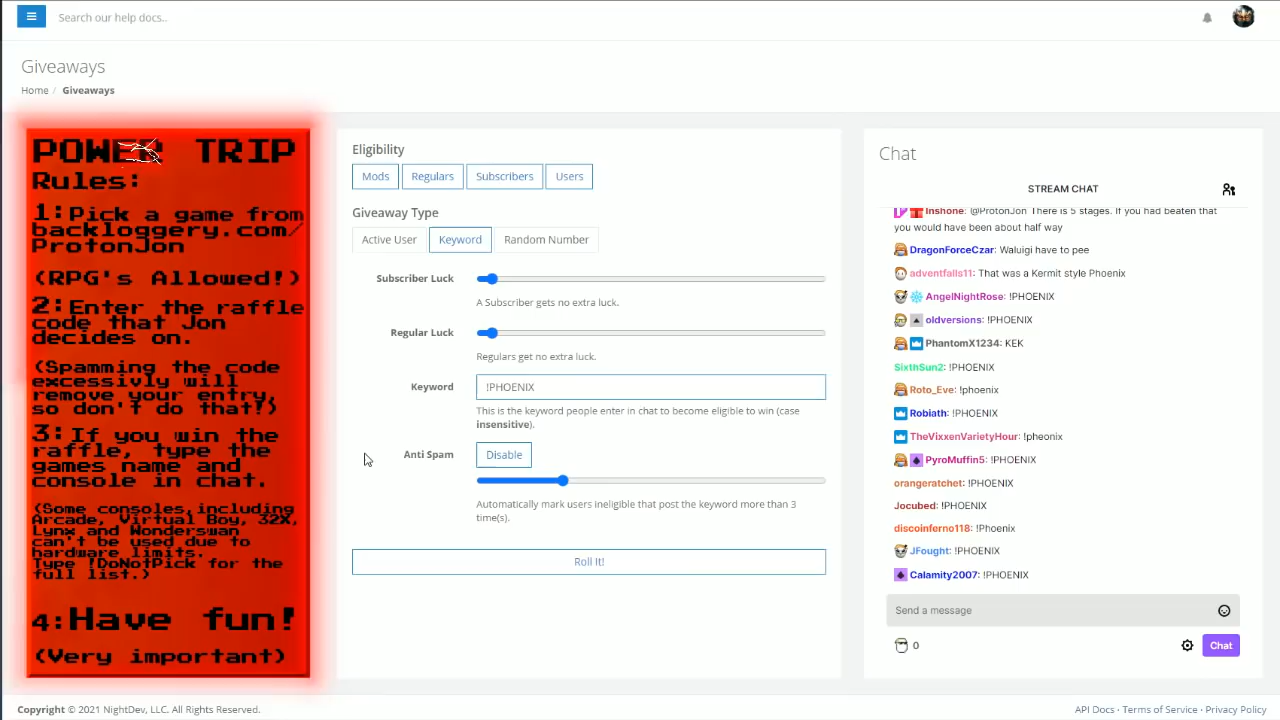 Search our help docs..
Giveaways
Home / Giveaways
POWER TRIP
Rules:
1:Pick a game from
backloggery.com/
ProtonJon
(RPG's Allowed!)
2:Enter the raffle
code that Jon
decides on.
(Spamming the code
excessivly will
remove your entry,
so don't do that!)
3:If you win the
raffle, type the
games name and
console in chat.
(Some consoles,including
Arcade, Virtual Boy, 32X,
Lynx and Wonderswan
can't be used due to
hardware limits.
Type !DoNotPick for the
full list.)
4:Have fun!
(Very important)
Eligibility
Mods Regulars Subscribers Users
Giveaway Type
Active User Keyword Random Number
Subscriber Luck
A Subscriber gets no extra luck.
Regular Luck
Regulars get no extra luck.
Keyword !PHOENIX
This is the keyword people enter in chat to become eligible to win (case
insensitive).
Anti Spam Disable
Automatically mark users ineligible that post the keyword more than 3
time(s).
Roll It!
Chat
STREAM CHAT
Inshone: @ProtonJon There is 5 stages. If you had beaten that
you would have been about half way
DragonForceCzar: Waluigi have to pee
adventfalls11: That was a Kermit style Phoenix
AngelNightRose: !PHOENIX
oldversions: !PHOENIX
PhantomX1234: KEK
SixthSun2: !PHOENIX
Roto_Eve: !phoenix
Robiath: !PHOENIX
TheVixxenVarietyHour: !pheonix
PyroMuffin5: !PHOENIX
orangeratchet: !PHOENIX
Jocubed: !PHOENIX
discoinferno118: !Phoenix
JFought: !PHOENIX
Calamity2007: !PHOENIX
Send a message
0
Chat
Copyright © 2021 NightDev, LLC. All Rights Reserved.
API Docs - Terms of Service - Privacy Policy